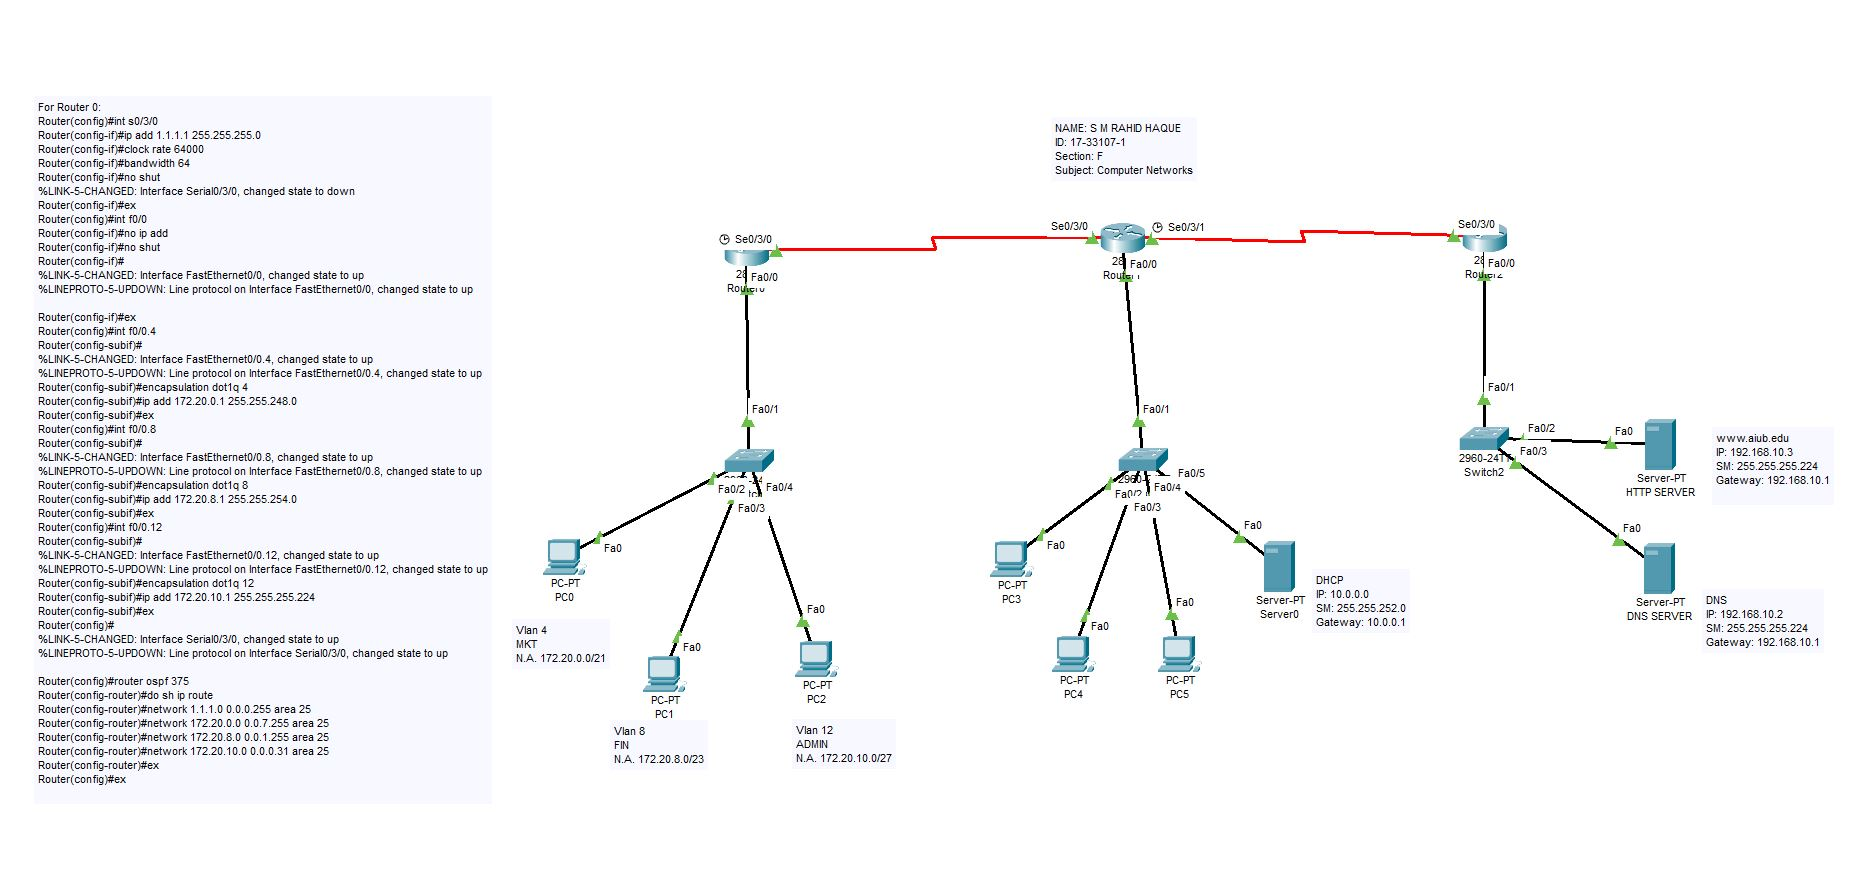 For Router 0:
Router(config)#int s0/3/0
Router(config-if)#ip add 1.1.1.1 255.255.255.0
Router(config-if)#clock rate 64000
Router(config-if)#bandwidth 64
Router(config-if)#no shut
%LINK-5-CHANGED: Interface Serial0/3/0, changed state to down
Router(config-if)#ex
Router(config)#int f0/0
Router(config-if)#no ip add
Router(config-if)#no shut
Router(config-if)#
%LINK-5-CHANGED: Interface FastEthernet0/0, changed state to up
%LINEPROTO-5-UPDOWN: Line protocol on Interface FastEthernet0/0, changed state to up
Router(config-if)#ex
Router(config)#int f0/0.4
Router(config-subif)#
%LINK-5-CHANGED: Interface FastEthernet0/0.4, changed state to up
%LINEPROTO-5-UPDOWN: Line protocol on Interface FastEthernet0/0.4, changed state to up
Router(config-subif)#encapsulation dot1q 4
Router(config-subif)#ip add 172.20.0.1 255.255.248.0
Router(config-subif)#ex
Router(config)#int f0/0.8
Router(config-subif)#
%LINK-5-CHANGED: Interface FastEthernet0/0.8, changed state to up
%LINEPROTO-5-UPDOWN: Line protocol on Interface FastEthernet0/0.8, changed state to up
Router(config-subif)#encapsulation dot1q 8
Router(config-subif)#ip add 172.20.8.1 255.255.254.0
Router(config-subif)#ex
Router(config)#int f0/0.12
Router(config-subif)#
%LINK-5-CHANGED: Interface FastEthernet0/0.12, changed state to up
%LINEPROTO-5-UPDOWN: Line protocol on Interface FastEthernet0/0.12, changed state to up
Router(config-subif)#encapsulation dot1q 12
Router(config-subif)#ip add 172.20.10.1 255.255.255.224
Router(config-subif)#ex
Router(config)#
%LINK-5-CHANGED: Interface Serial0/3/0, changed state to up
%LINEPROTO-5-UPDOWN: Line protocol on Interface Serial0/3/0, changed state to up
Router(config)#router ospf 375
Router(config-router)#do sh ip route
Router(config-router)#network 1.1.1.0 0.0.0.255 area 25
Router(config-router)#network 172.20.0.0 0.0.7.255 area 25
Router(config-router)#network 172.20.8.0 0.0.1.255 area 25
Router(config-router)#network 172.20.10.0 0.0.0.31 area 25
Router(config-router)#ex
Router(config)#ex
NAME: S M RAHID HAQUE
ID: 17-33107-1
Section: F
Subject: Computer Networks
Se0/3/0
Fa0/0
Se0/3/0
Se0/3/1
Fa0/0
Se0/3/0
Fa0/0
Fa0/1
Fa0/2
Fa0/4
Fa0/3
Fa0
PC-PT
PC0
Vlan 4
MKT
N.A. 172.20.0.0/21
Fa0
PC-PT
PC1
Vlan 8
FIN
N.A. 172.20.8.0/23
Fa0
PC-PT
PC2
Vlan 12
ADMIN
N.A. 172.20.10.0/27
Fa0/1
Fa0/5
Fa0/4
Fa0/2
Fa0/3
Fa0
PC-PT
PC3
Fa0
PC-PT
PC4
Fa0
PC-PT
PC5
Fa0
Server-PT
Server0
DHCP
IP: 10.0.0.0
SM: 255.255.252.0
Gateway: 10.0.0.1
Fa0/1
Fa0/2
Fa0/3
Switch2
Fa0
Server-PT
HTTP SERVER
www.aiub.edu
IP: 192.168.10.3
SM: 255.255.255.224
Gateway: 192.168.10.1
Fa0
Server-PT
DNS SERVER
DNS
IP: 192.168.10.2
SM: 255.255.255.224
Gateway: 192.168.10.1